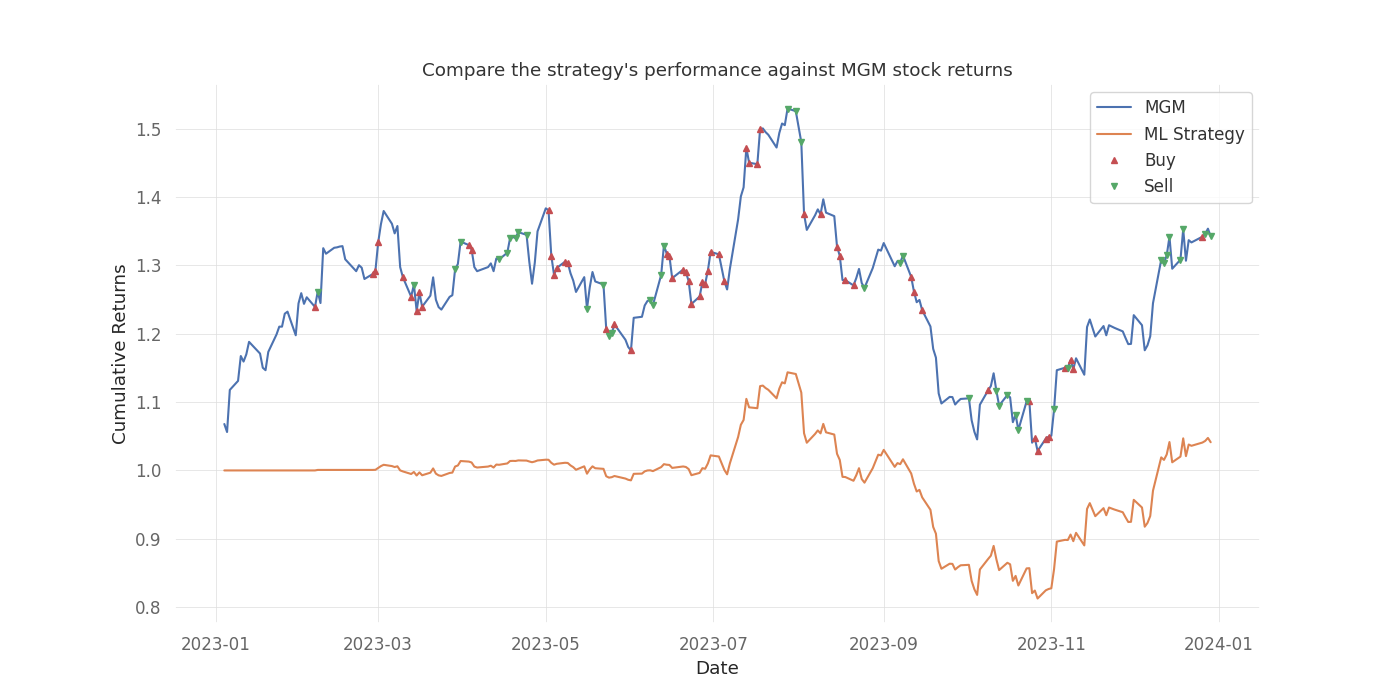 Compare the strategy's performance against MGM stock returns
MGM
ML Strategy
Buy
Sell
Cumulative Returns
1.5
1.4
1.3
1.2
1.1
1.0
0.9
0.8
2023-01
2023-03
2023-05
2023-07
2023-09
2023-11
2024-01
Date